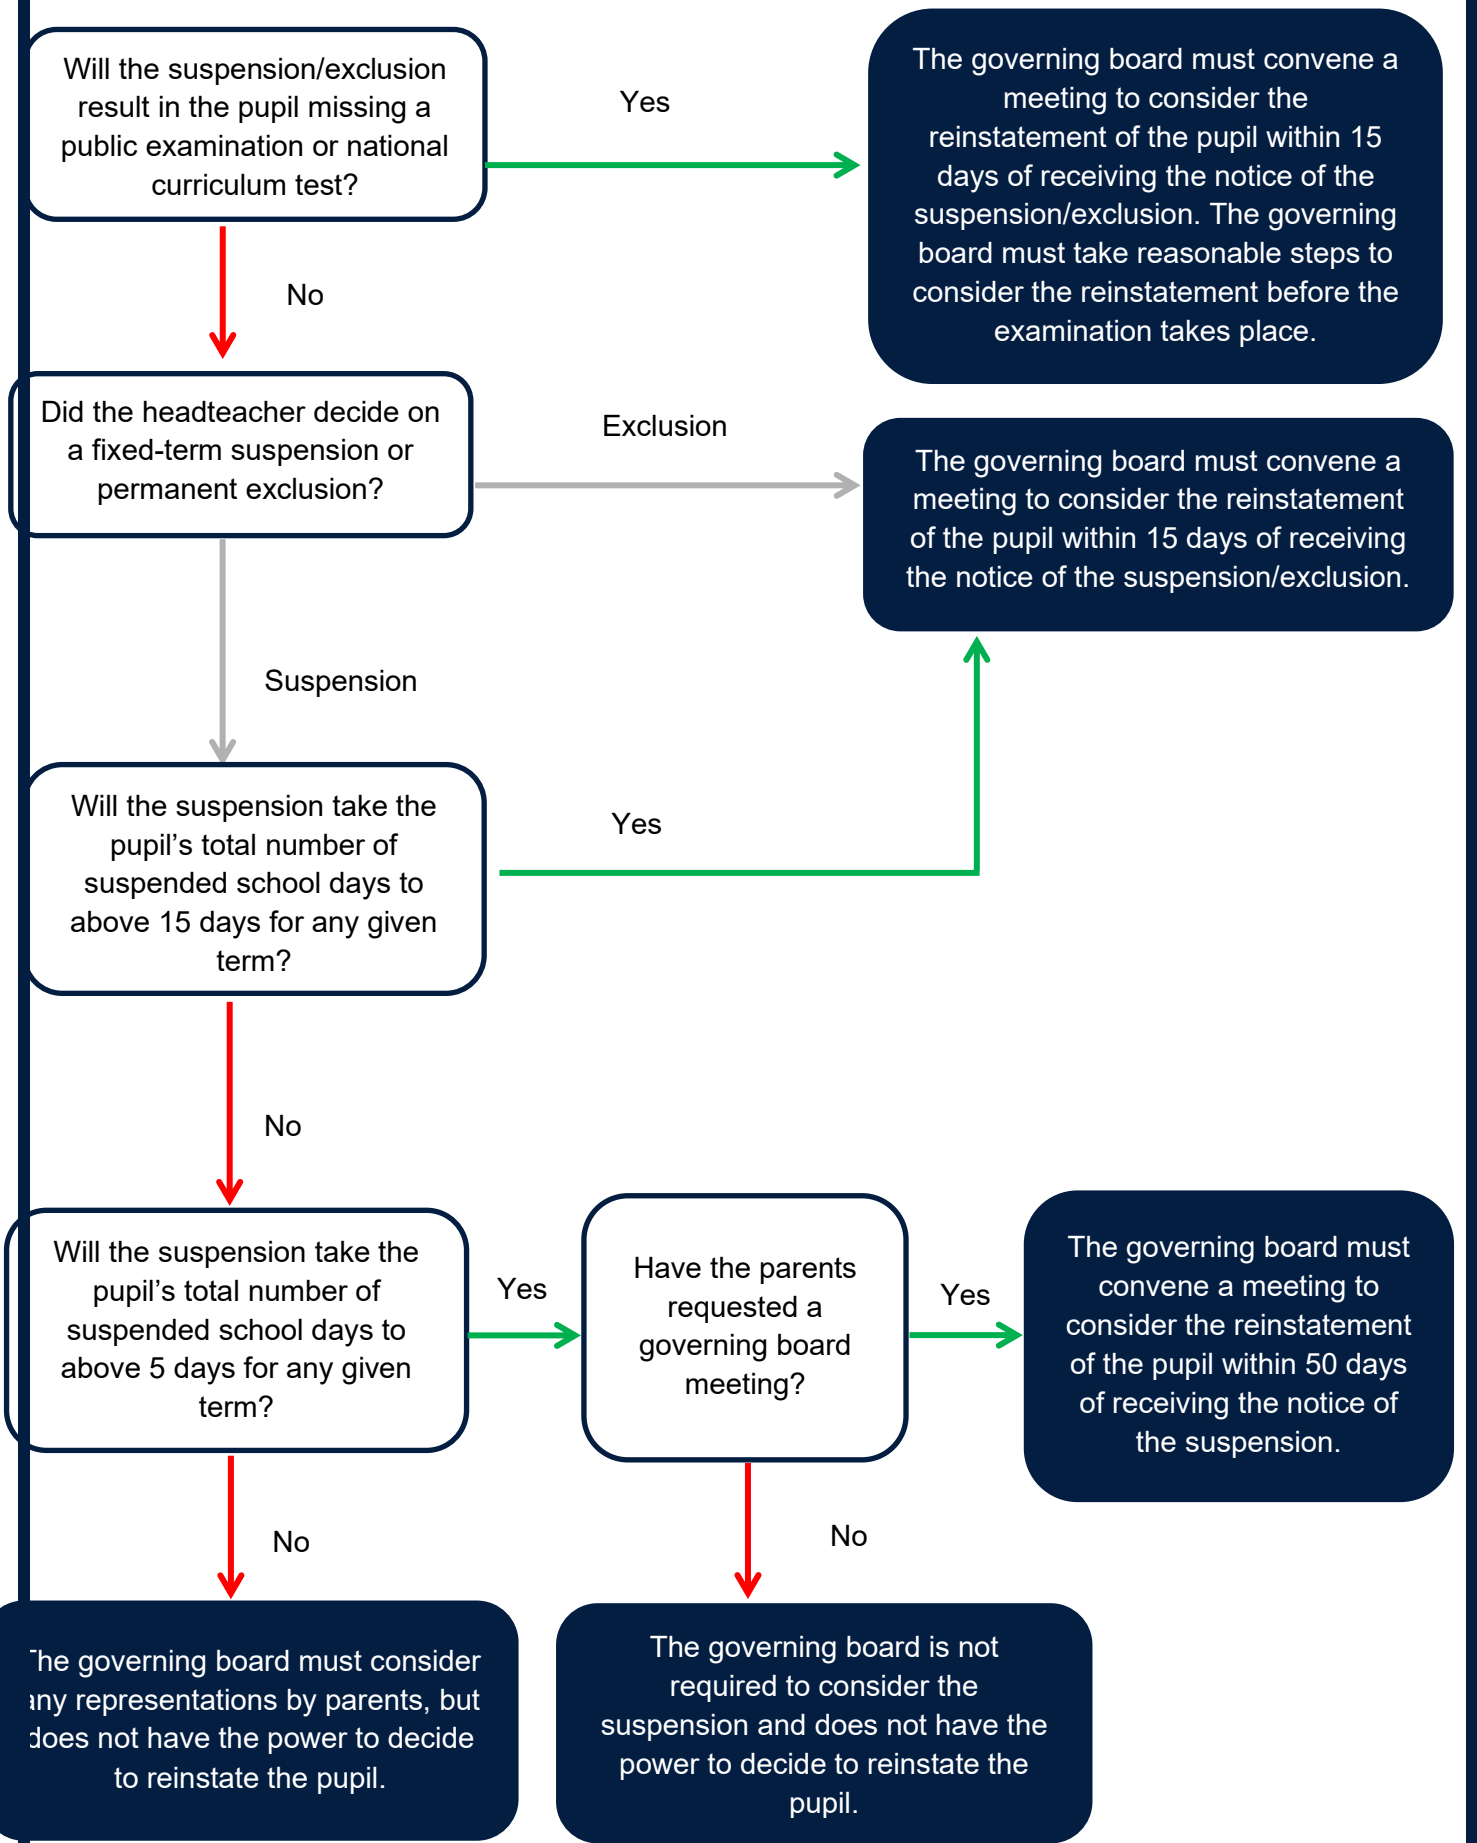 Will the suspension/exclusion
result in the pupil missing a
public examination or national
curriculum test?
Yes
The governing board must convene a
meeting to consider the
reinstatement of the pupil within 15
days of receiving the notice of the
suspension/exclusion. The governing
board must take reasonable steps to
consider the reinstatement before the
examination takes place.
No
Did the headteacher decide on
a fixed-term suspension or
permanent exclusion?
Exclusion
The governing board must convene a
meeting to consider the reinstatement
of the pupil within 15 days of receiving
the notice of the suspension/exclusion.
Suspension
Will the suspension take the
pupil’s total number of
suspended school days to
above 15 days for any given
term?
Yes
No
Will the suspension take the
pupil’s total number of
suspended school days to
above 5 days for any given
term?
Yes
Have the parents
requested a
governing board
meeting?
Yes
The governing board must
convene a meeting to
consider the reinstatement
of the pupil within 50 days
of receiving the notice of
the suspension.
No
No
The governing board must consider
any representations by parents, but
does not have the power to decide
to reinstate the pupil.
The governing board is not
required to consider the
suspension and does not have the
power to decide to reinstate the
pupil.